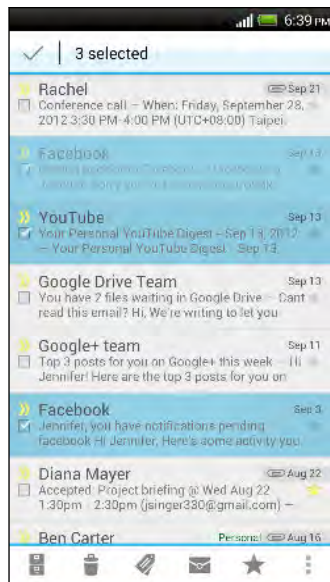 6:39 PM
3 selected
Rachel Sep 21
Conference call – When: Friday, September 28,
2012 3:30 PM-4:00 PM (UTC+08:00) Taipei.
Facebook Sep 13
YouTube Sep 13
Your Personal YouTube Digest – Sep 13, 2012
– Your Personal YouTube Digest - Sep 13,
Google Drive Team Sep 13
You have 2 files waiting in Google Drive – Cant
read this email? Hi, We're writing to let you
Google+ team Sep 11
Top 3 posts for you on Google+ this week – Hi
Jennifer! Here are the top 3 posts for you on
Facebook Sep 3
Jennifer, you have notifications pending
facebook Hi Jennifer, Here's some activity you
Diana Mayer Aug 22
Accepted: Project briefing @ Wed Aug 22
1:30pm - 2:30pm (jsinger330@gmail.com) –
Ben Carter Personal Aug 16